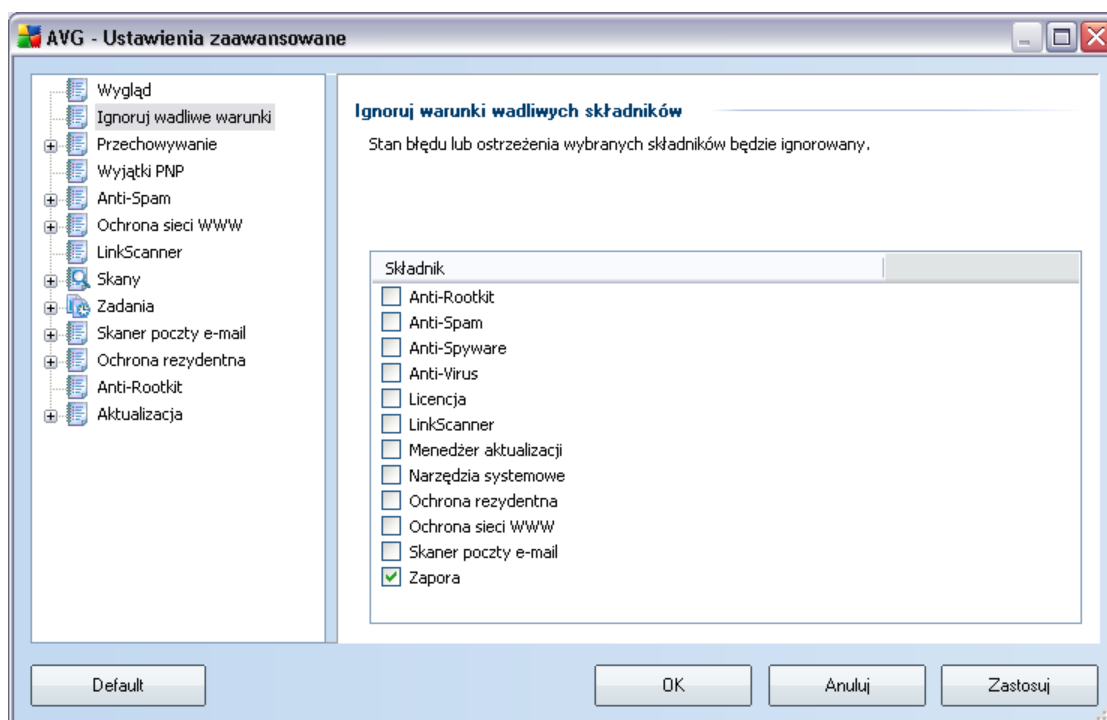 AVG - Ustawienia zaawansowane
Wygląd
Ignoruj wadliwe warunki
Przechowywanie
Wyjątki PNP
Anti-Spam
Ochrona sieci WWW
LinkScanner
Skany
Zadania
Skaner poczty e-mail
Ochrona rezydentna
Anti-Rootkit
Aktualizacja
Ignoruj warunki wadliwych składników
Stan błędu lub ostrzeżenia wybranych składników będzie ignorowany.
Składnik
Anti-Rootkit
Anti-Spam
Anti-Spyware
Anti-Virus
Licencja
LinkScanner
Menedżer aktualizacji
Narzędzia systemowe
Ochrona rezydentna
Ochrona sieci WWW
Skaner poczty e-mail
Zapora
Default
OK
Anuluj
Zastosuj